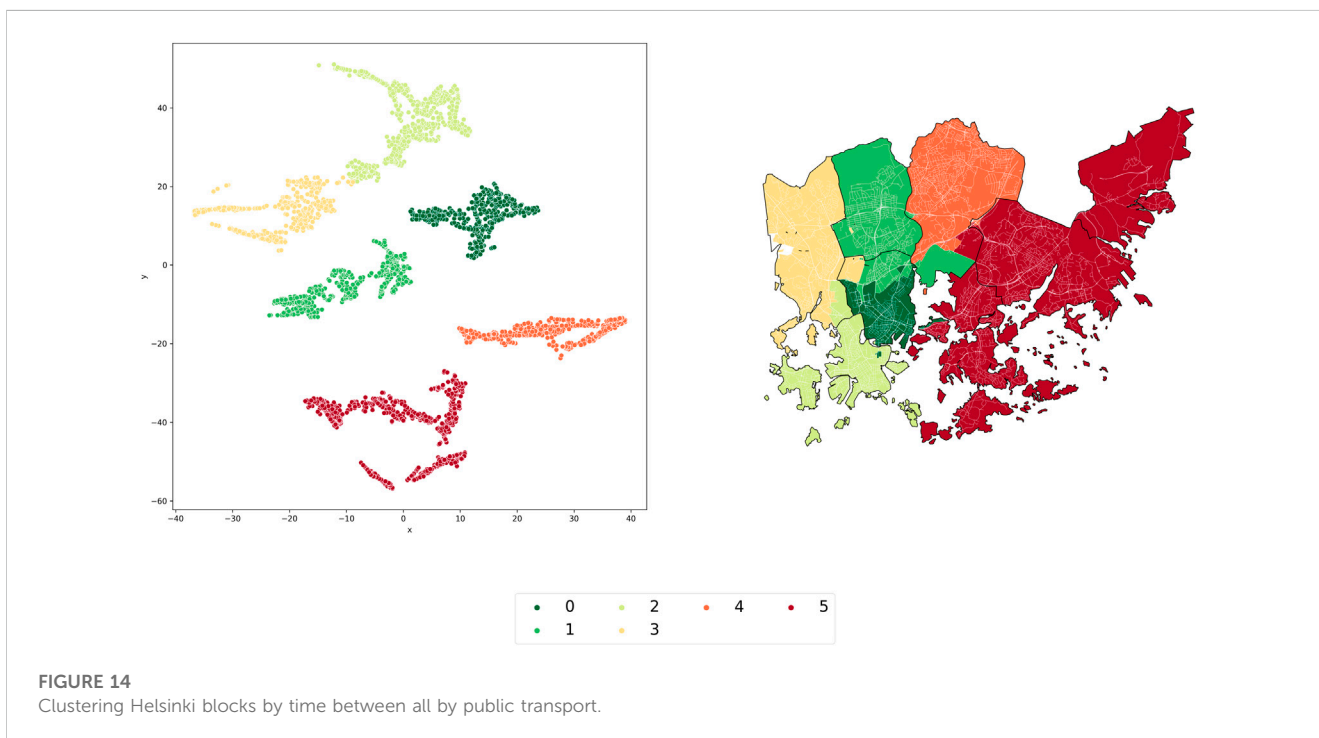 40
20
y
0
−20
−40
−60
−40 −30 −20 −10 0 10 20 30 40
x
0 2 4 5
1 3
FIGURE 14
Clustering Helsinki blocks by time between all by public transport.